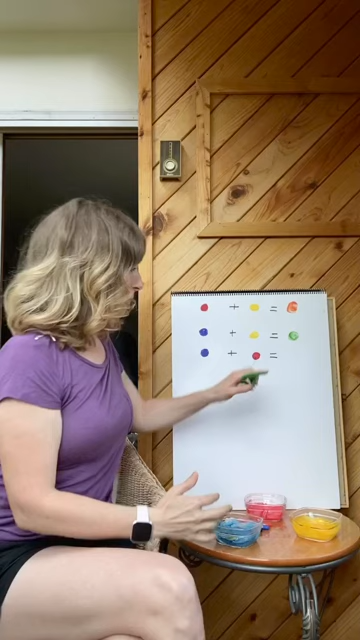 + =
+ =
+ =